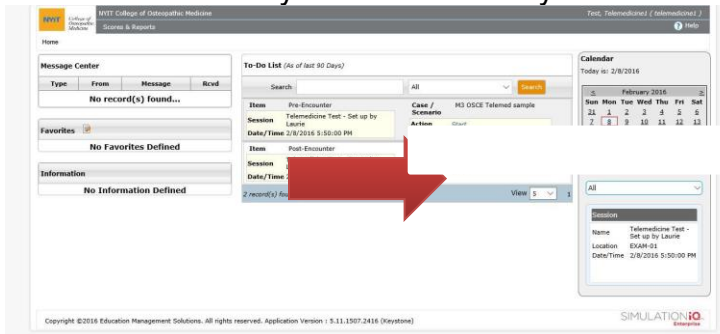 NYIT College of Osteopathic Medicine
NYIT College of Osteopathic Medicine
Test, Telemedicine1 ( telemedicine1 )
Scores & Reports
Help
Home
Message Center
Type From Message Rcvd
No record(s) found...
Favorites
No Favorites Defined
Information
No Information Defined
To-Do List (As of last 90 Days)
Search All Search
Item Pre-Encounter Case / Scenario M3 OSCE Telemed sample
Session Telemedicine Test - Set up by Laurie Action Start
Date/Time 2/8/2016 5:50:00 PM
Item Post-Encounter
Session
Date/Time
2 record(s)
View 5 1
Calendar
Today is: 2/8/2016
≤ February 2016 ≥
Sun Mon Tue Wed Thu Fri Sat
31 1 2 3 4 5 6
7 8 9 10 11 12 13
All
Session
Name Telemedicine Test - Set up by Laurie
Location EXAM-01
Date/Time 2/8/2016 5:50:00 PM
Copyright ©2016 Education Management Solutions. All rights reserved. Application Version : 5.11.1507.2416 (Keystone)
SIMULATIONiQ
Enterprise